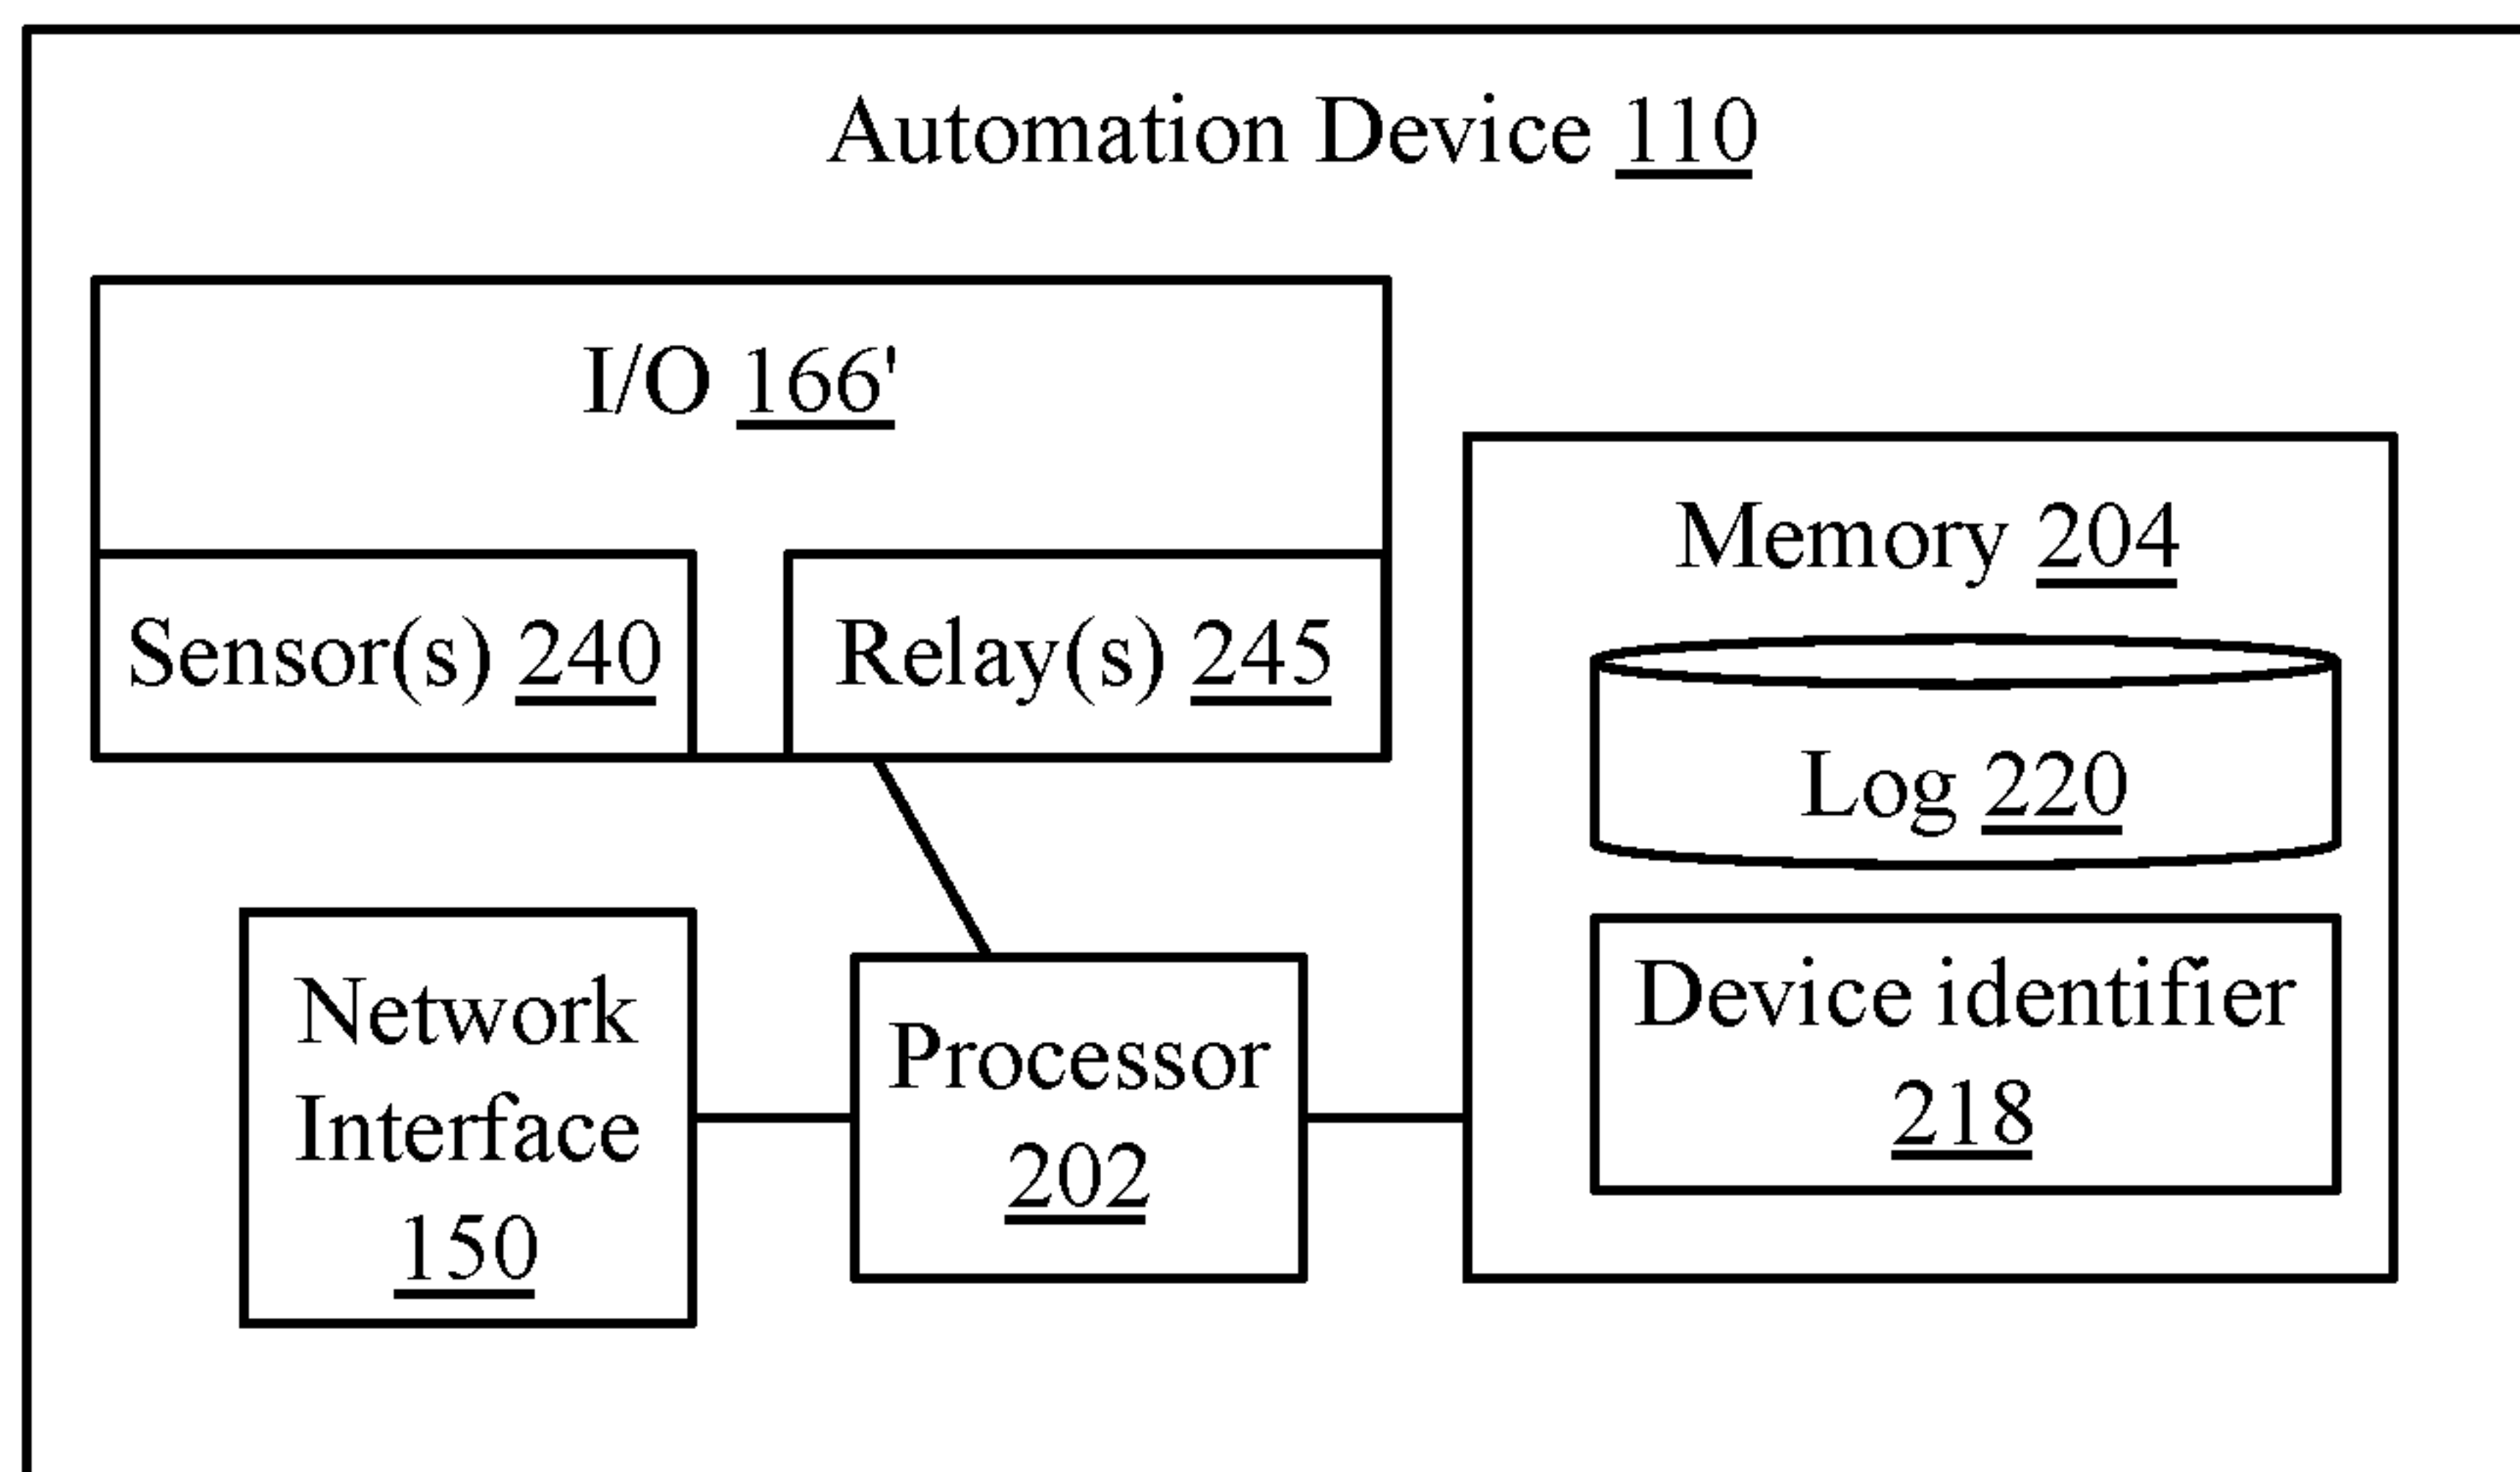 Automation Device 110
I/O 166'
Sensor(s) 240
Relay(s) 245
Memory 204
Log 220
Device identifier
218
Network
Interface
150
Processor
202